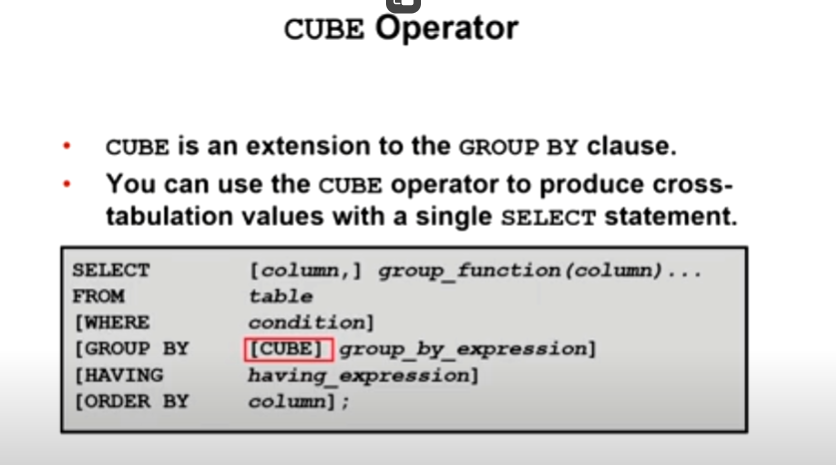 CUBE Operator
• CUBE is an extension to the GROUP BY clause.
• You can use the CUBE operator to produce cross-
tabulation values with a single SELECT statement.
SELECT [column,] group_function(column)...
FROM table
[WHERE condition]
[GROUP BY [CUBE] group_by_expression]
[HAVING having_expression]
[ORDER BY column];